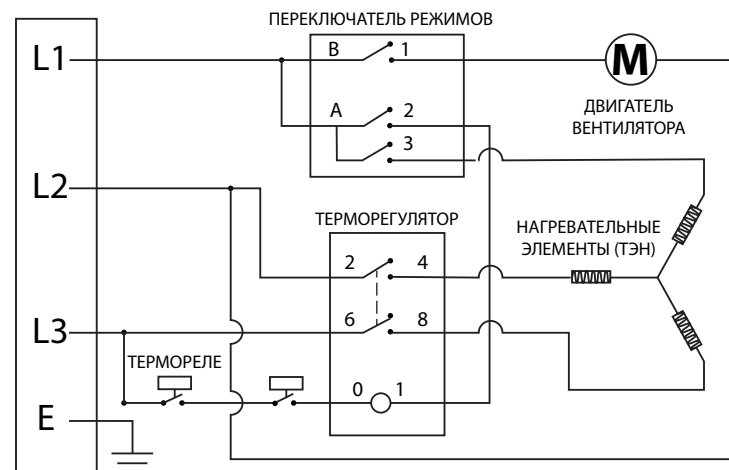 ПЕРЕКЛЮЧАТЕЛЬ РЕЖИМОВ
L1
B 1
M
A 2
3
ДВИГАТЕЛЬ
ВЕНТИЛЯТОРА
L2
ТЕРМОРЕГУЛЯТОР
НАГРЕВАТЕЛЬНЫЕ
ЭЛЕМЕНТЫ (ТЭН)
2 4
L3
6 8
ТЕРМОРЕЛЕ
0 1
E